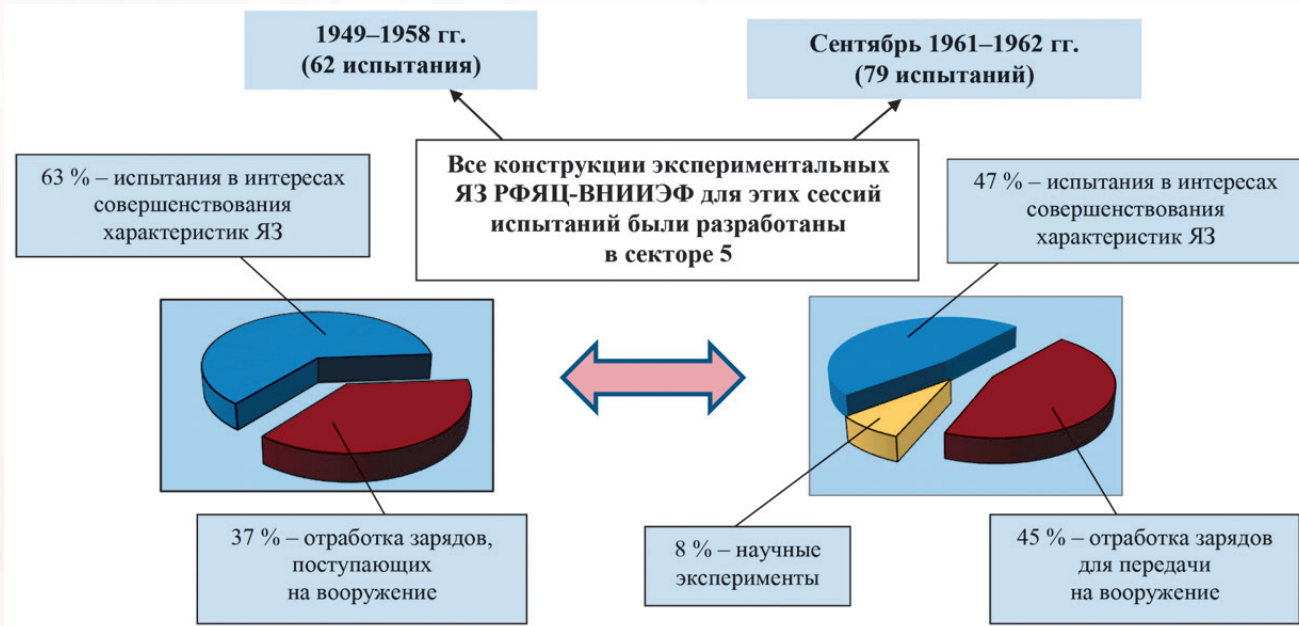 1949–1958 гг.
(62 испытания)
Сентябрь 1961–1962 гг.
(79 испытаний)
Все конструкции экспериментальных
ЯЗ РФЯЦ-ВНИИЭФ для этих сессий
испытаний были разработаны
в секторе 5
63 % – испытания в интересах
совершенствования
характеристик ЯЗ
47 % – испытания в интересах
совершенствования
характеристик ЯЗ
37 % – отработка зарядов,
поступающих
на вооружение
8 % – научные
эксперименты
45 % – отработка зарядов
для передачи
на вооружение